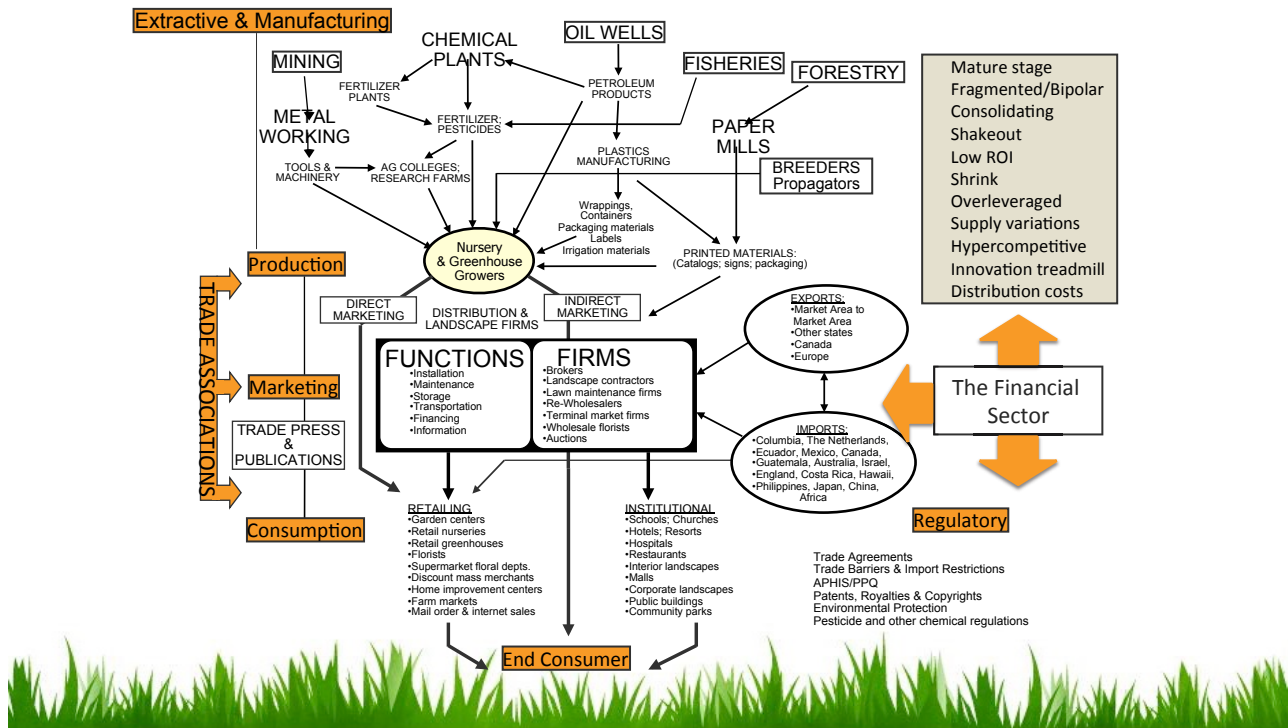 Extractive & Manufacturing
OIL WELLS
CHEMICAL
PLANTS
MINING
FISHERIES
FORESTRY
FERTILIZER
PLANTS
PETROLEUM
PRODUCTS
METAL
WORKING
FERTILIZER;
PESTICIDES
PAPER
MILLS
TOOLS &
MACHINERY
AG COLLEGES;
RESEARCH FARMS
PLASTICS
MANUFACTURING
BREEDERS
Propagators
Wrappings,
Containers
Packaging materials
Labels
Irrigation materials
Nursery
& Greenhouse
Growers
PRINTED MATERIALS:
(Catalogs; signs; packaging)
Mature stage
Fragmented/Bipolar
Consolidating
Shakeout
Low ROI
Shrink
Overleveraged
Supply variations
Hypercompetitive
Innovation treadmill
Distribution costs
Production
TRADE ASSOCIATIONS
DIRECT
MARKETING
DISTRIBUTION &
LANDSCAPE FIRMS
INDIRECT
MARKETING
EXPORTS:
•Market Area to
Market Area
•Other states
•Canada
•Europe
FUNCTIONS
•Installation
•Maintenance
•Storage
•Transportation
•Financing
•Information
FIRMS
•Brokers
•Landscape contractors
•Lawn maintenance firms
•Re-Wholesalers
•Terminal market firms
•Wholesale florists
•Auctions
Marketing
The Financial
Sector
TRADE PRESS
&
PUBLICATIONS
IMPORTS:
•Columbia, The Netherlands,
•Ecuador, Mexico, Canada,
•Guatemala, Australia, Israel,
•England, Costa Rica, Hawaii,
•Philippines, Japan, China,
Africa
Consumption
RETAILING
•Garden centers
•Retail nurseries
•Retail greenhouses
•Florists
•Supermarket floral depts.
•Discount mass merchants
•Home improvement centers
•Farm markets
•Mail order & internet sales
INSTITUTIONAL
•Schools; Churches
•Hotels; Resorts
•Hospitals
•Restaurants
•Interior landscapes
•Malls
•Corporate landscapes
•Public buildings
•Community parks
Regulatory
Trade Agreements
Trade Barriers & Import Restrictions
APHIS/PPQ
Patents, Royalties & Copyrights
Environmental Protection
Pesticide and other chemical regulations
End Consumer